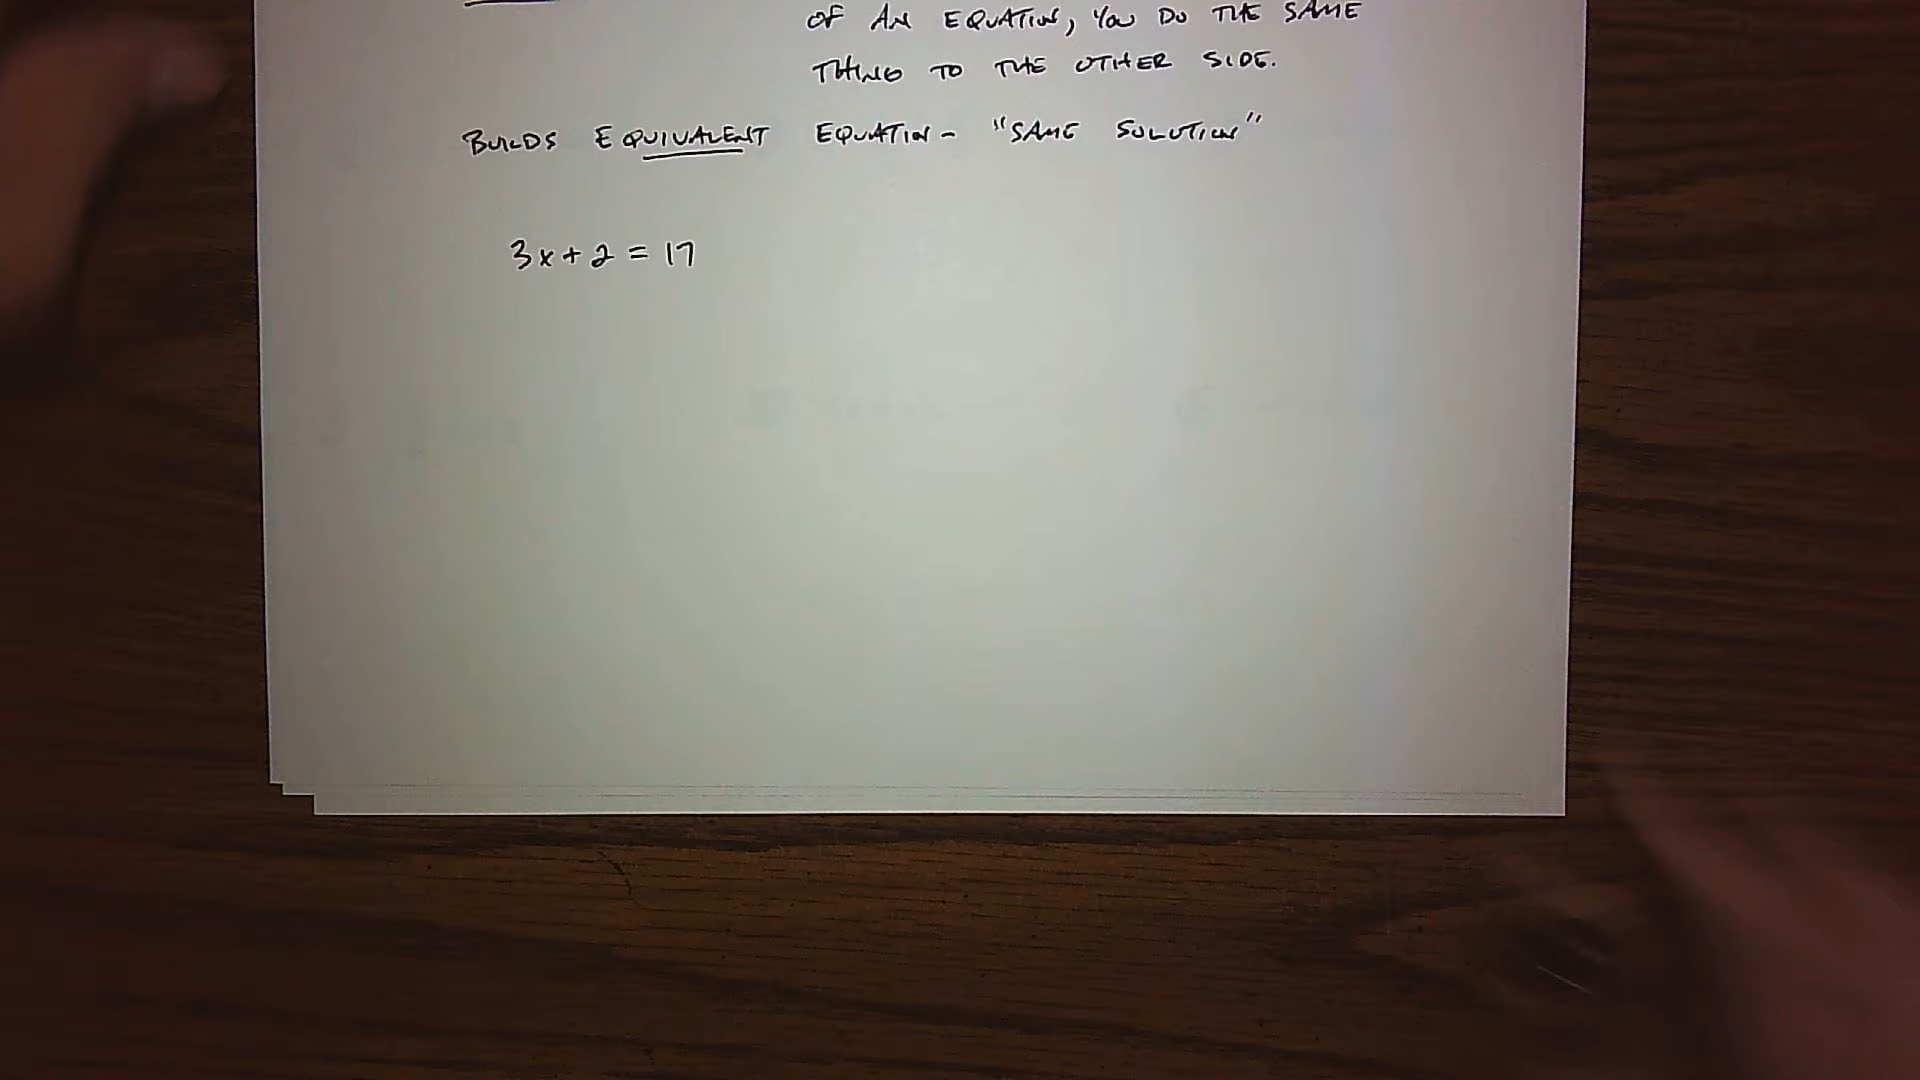 OF AN EQUATION, YOU DO THE SAME
THING TO THE OTHER SIDE.
BUILDS EQUIVALENT EQUATION - "SAME SOLUTION"
3x + 2 = 17